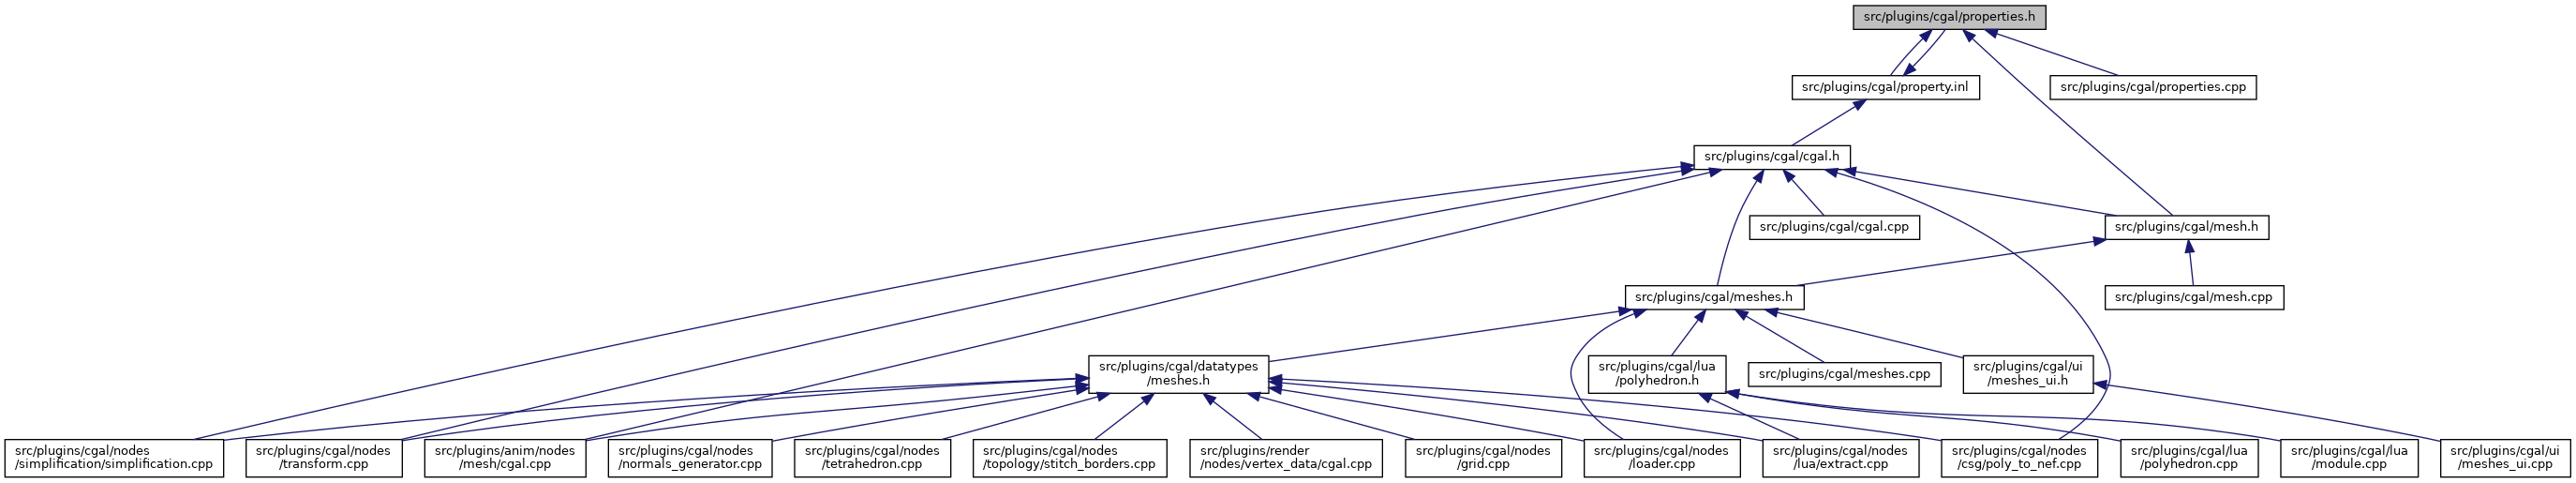 src/plugins/cgal/properties.h
src/plugins/cgal/property.inl
src/plugins/cgal/properties.cpp
src/plugins/cgal/cgal.h
src/plugins/cgal/cgal.cpp
src/plugins/cgal/mesh.h
src/plugins/cgal/meshes.h
src/plugins/cgal/mesh.cpp
src/plugins/cgal/datatypes
/meshes.h
src/plugins/cgal/lua
/polyhedron.h
src/plugins/cgal/meshes.cpp
src/plugins/cgal/ui
/meshes_ui.h
src/plugins/cgal/nodes
/simplification/simplification.cpp
src/plugins/cgal/nodes
/transform.cpp
src/plugins/anim/nodes
/mesh/cgal.cpp
src/plugins/cgal/nodes
/normals_generator.cpp
src/plugins/cgal/nodes
/tetrahedron.cpp
src/plugins/cgal/nodes
/topology/stitch_borders.cpp
src/plugins/render
/nodes/vertex_data/cgal.cpp
src/plugins/cgal/nodes
/grid.cpp
src/plugins/cgal/nodes
/loader.cpp
src/plugins/cgal/nodes
/lua/extract.cpp
src/plugins/cgal/nodes
/csg/poly_to_nef.cpp
src/plugins/cgal/lua
/polyhedron.cpp
src/plugins/cgal/lua
/module.cpp
src/plugins/cgal/ui
/meshes_ui.cpp